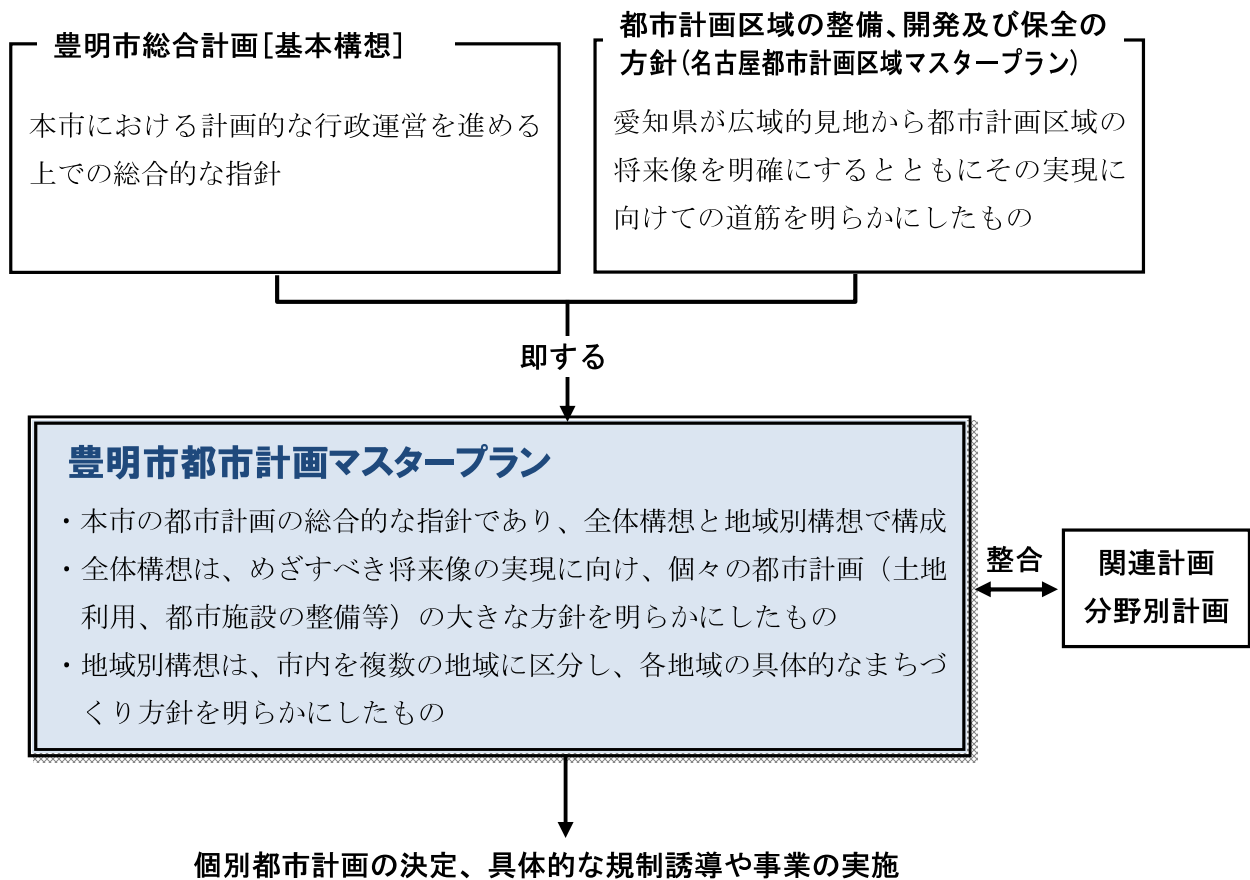 豊明市総合計画[基本構想]
本市における計画的な行政運営を進める
上での総合的な指針
都市計画区域の整備、開発及び保全の
方針(名古屋都市計画区域マスタープラン)
愛知県が広域的見地から都市計画区域の
将来像を明確にするとともにその実現に
向けての道筋を明らかにしたもの
即する
豊明市都市計画マスタープラン
・本市の都市計画の総合的な指針であり、全体構想と地域別構想で構成
・全体構想は、めざすべき将来像の実現に向け、個々の都市計画（土地
利用、都市施設の整備等）の大きな方針を明らかにしたもの
・地域別構想は、市内を複数の地域に区分し、各地域の具体的なまちづ
くり方針を明らかにしたもの
整合
関連計画
分野別計画
個別都市計画の決定、具体的な規制誘導や事業の実施